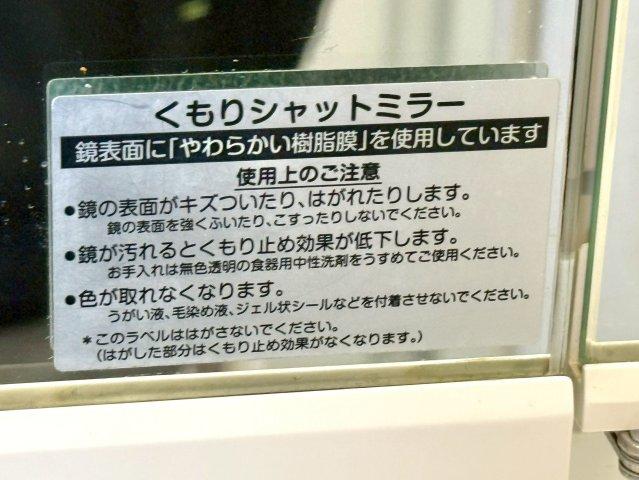 くもりシャットミラー
鏡表面に「やわらかい樹脂膜」を使用しています
使用上のご注意
●鏡の表面がキズついたり、はがれたりします。
鏡の表面を強くふいたり、こすったりしないでください。
●鏡が汚れるとくもり止め効果が低下します。
お手入れは無色透明の食器用中性洗剤をうすめてご使用ください。
●色が取れなくなります。
うがい液、毛染め液、ジェル状シールなどを付着させないでください。
*このラベルははがさないでください。
(はがした部分はくもり止め効果がなくなります。)